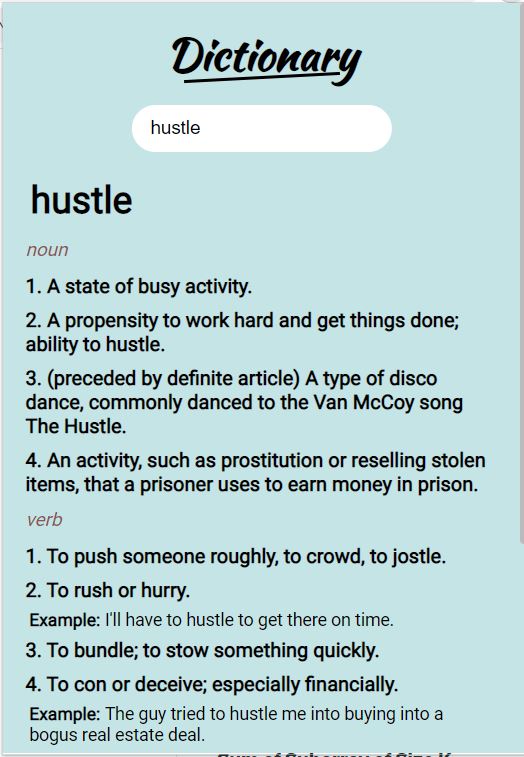 Dictionary
hustle
hustle
noun
1. A state of busy activity.
2. A propensity to work hard and get things done;
ability to hustle.
3. (preceded by definite article) A type of disco
dance, commonly danced to the Van McCoy song
The Hustle.
4. An activity, such as prostitution or reselling stolen
items, that a prisoner uses to earn money in prison.
verb
1. To push someone roughly, to crowd, to jostle.
2. To rush or hurry.
Example: I'll have to hustle to get there on time.
3. To bundle; to stow something quickly.
4. To con or deceive; especially financially.
Example: The guy tried to hustle me into buying into a
bogus real estate deal.